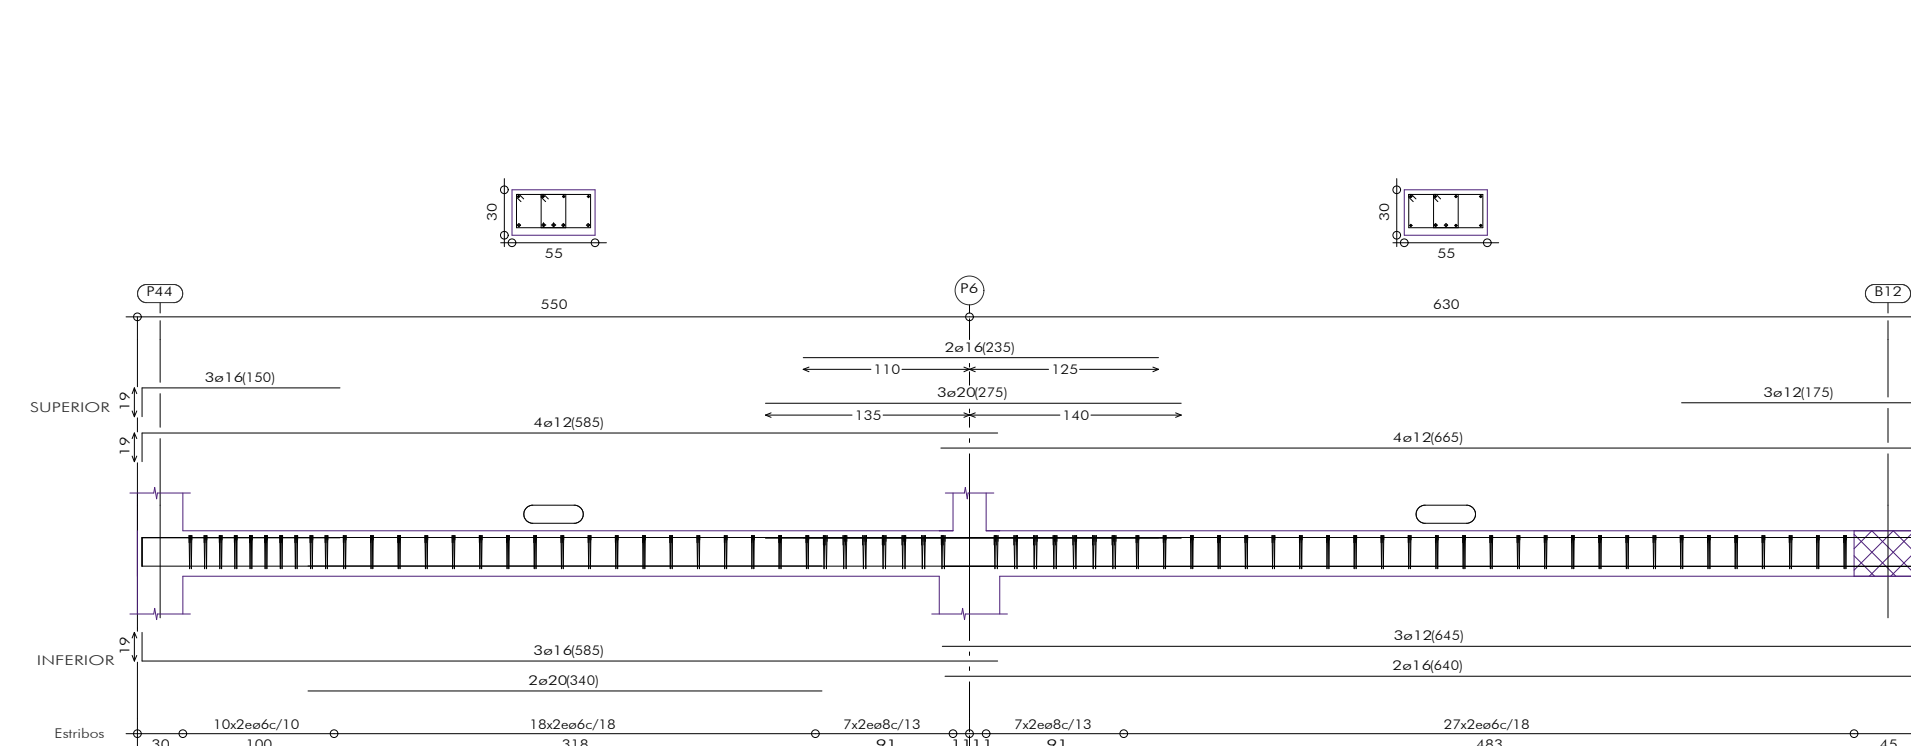 30
55
30
55
P44
P6
B12
550
630
2ø16(235)
110
125
3ø16(150)
3ø20(275)
3ø12(175)
SUPERIOR
19
135
140
4ø12(585)
19
4ø12(665)
19
3ø12(645)
INFERIOR
3ø16(585)
2ø16(640)
2ø20(340)
Estribos
10x2eø6c/10
18x2eø6c/18
7x2eø8c/13
7x2eø8c/13
27x2eø6c/18
30
100
318
91
11
11
91
483
45